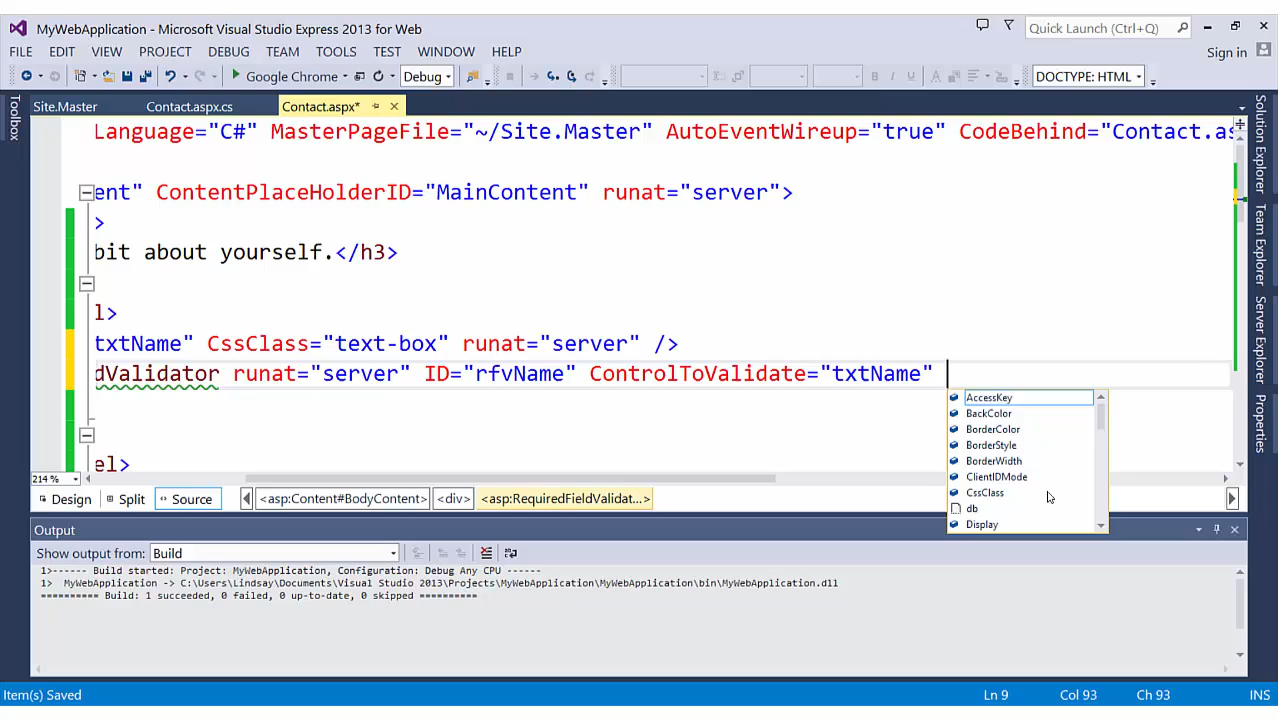 MyWebApplication - Microsoft Visual Studio Express 2013 for Web
Quick Launch (Ctrl+Q)
FILE EDIT VIEW PROJECT DEBUG TEAM TOOLS TEST WINDOW HELP
Sign in
Google Chrome
Debug
B I U
A
DOCTYPE: HTML
Toolbox
Site.Master Contact.aspx.cs Contact.aspx*
Language="C#" MasterPageFile="~/Site.Master" AutoEventWireup="true" CodeBehind="Contact.as
ent" ContentPlaceHolderID="MainContent" runat="server">
>
bit about yourself.</h3>
l>
txtName" CssClass="text-box" runat="server" />
dValidator runat="server" ID="rfvName" ControlToValidate="txtName"
AccessKey
BackColor
BorderColor
BorderStyle
BorderWidth
ClientIDMode
CssClass
db
Display
el>
214 %
Design Split Source
<asp:Content#BodyContent> <div> <asp:RequiredFieldValidat...>
Solution Explorer
Team Explorer
Server Explorer
Properties
Output
Show output from: Build
1>------ Build started: Project: MyWebApplication, Configuration: Debug Any CPU ------
1> MyWebApplication -> C:\Users\Lindsay\Documents\Visual Studio 2013\Projects\MyWebApplication\MyWebApplication\bin\MyWebApplication.dll
========== Build: 1 succeeded, 0 failed, 0 up-to-date, 0 skipped ==========
Item(s) Saved
Ln 9 Col 93 Ch 93 INS